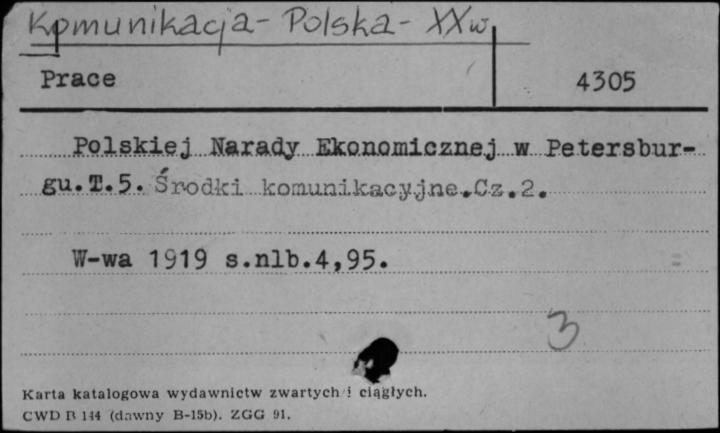 Komunikacja - Polska - XX w.
Prace 4305
Polskiej Narady Ekonomicznej w Petersbur-
gu.T.5. Środki komunikacyjne.Cz.2.
W-wa 1919 s.nlb.4,95.
3
Karta katalogowa wydawnictw zwartych i ciągłych.
CWD B 144 (dawny B-15b). ZGG 91.